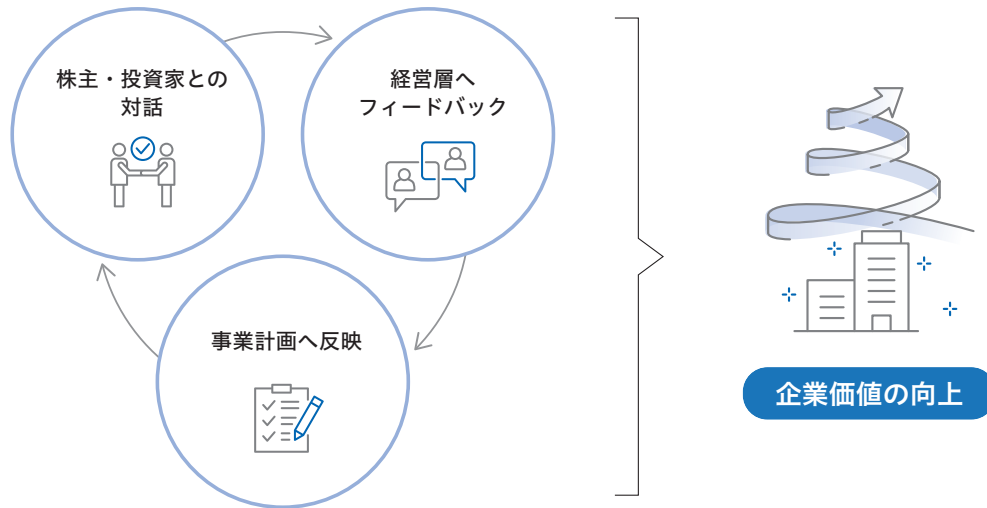 株主・投資家との
対話
経営層へ
フィードバック
事業計画へ反映
企業価値の向上